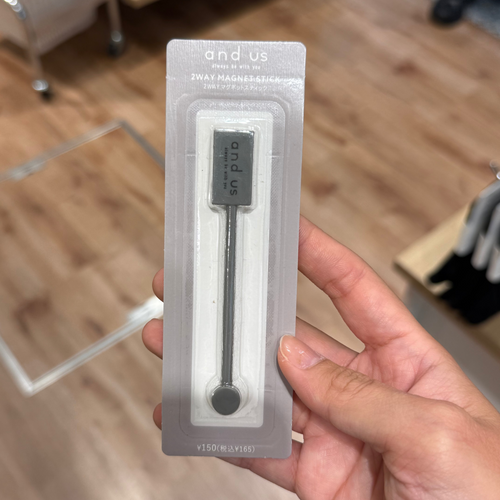 and us
always be with you
2WAY MAGNET STICK
2WAYマグネットスティック
and us
¥150(税込¥165)